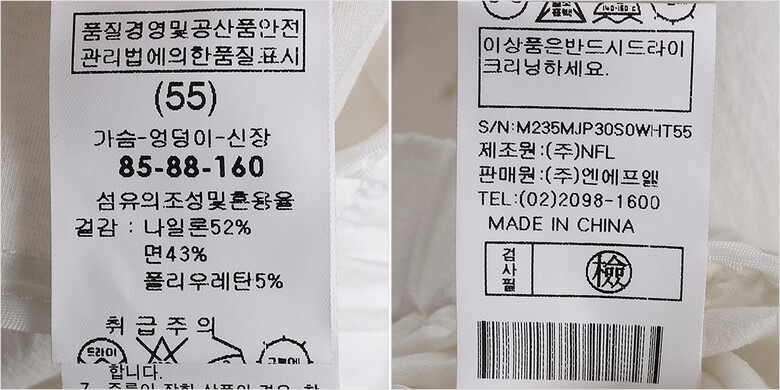 품질경영및공산품안전
관리법에의한품질표시
(55)
가슴-엉덩이-신장
85-88-160
섬유의조성및혼용율
겉감 : 나일론52%
면43%
폴리우레탄5%
취급주의
드라이
합니다.
이상품은반드시드라이
크리닝하세요.
S/N:M235MJP30S0WHT55
제조원:(주)NFL
판매원:(주)엔에프엘
TEL:(02)2098-1600
MADE IN CHINA
검사필
檢